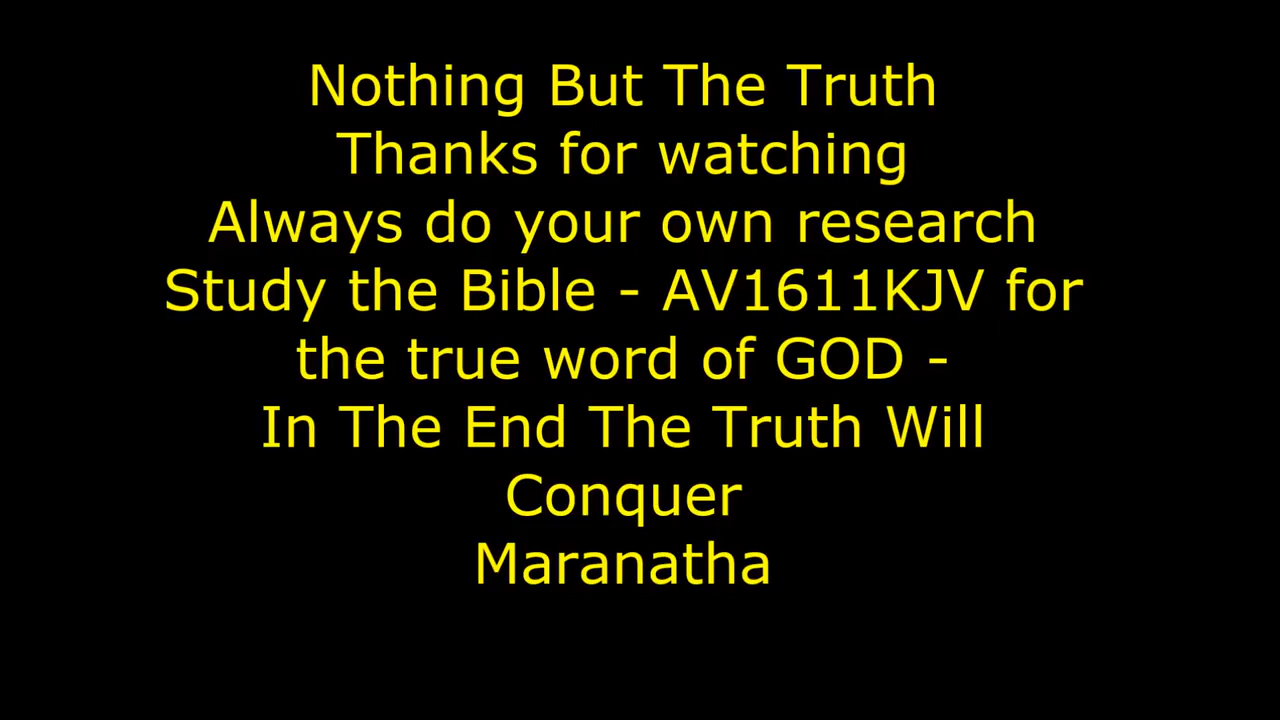 Nothing But The Truth
Thanks for watching
Always do your own research
Study the Bible - AV1611KJV for
the true word of GOD -
In The End The Truth Will
Conquer
Maranatha